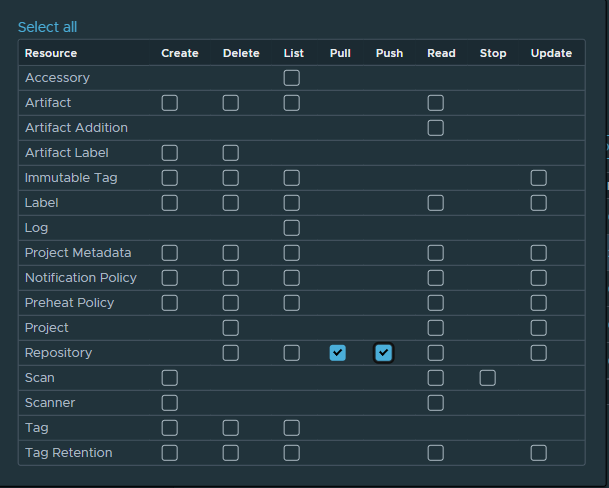 Select all
Resource Create Delete List Pull Push Read Stop Update
Accessory
Artifact
Artifact Addition
Artifact Label
Immutable Tag
Label
Log
Project Metadata
Notification Policy
Preheat Policy
Project
Repository
Scan
Scanner
Tag
Tag Retention